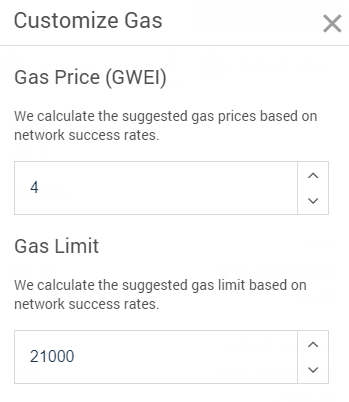 Customize Gas
Gas Price (GWEI)
We calculate the suggested gas prices based on
network success rates.
4
Gas Limit
We calculate the suggested gas limit based on
network success rates.
21000